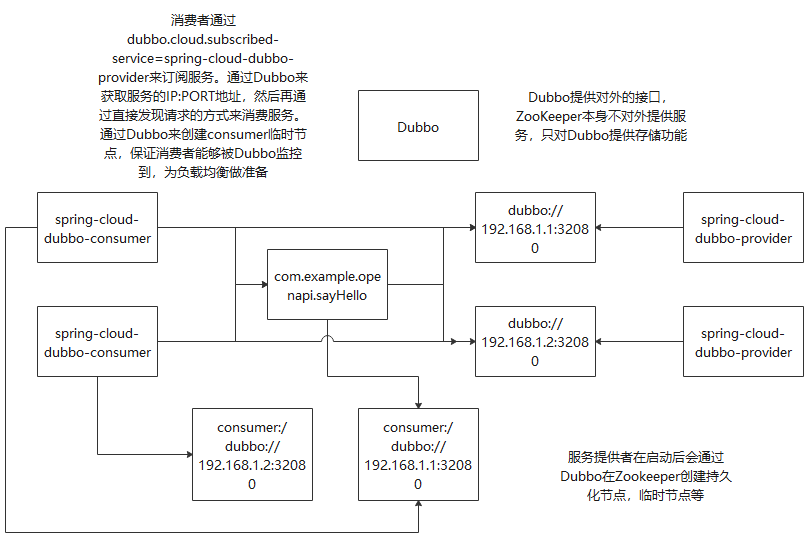 消费者通过
dubbo.cloud.subscribed-
service=spring-cloud-dubbo-
provider来订阅服务。通过Dubbo来
获取服务的IP:PORT地址，然后再通
过直接发现请求的方式来消费服务。
通过Dubbo来创建consumer临时节
点，保证消费者能够被Dubbo监控
到，为负载均衡做准备
Dubbo
Dubbo提供对外的接口，
ZooKeeper本身不对外提供服
务，只对Dubbo提供存储功能
spring-cloud-
dubbo-consumer
dubbo://
192.168.1.1:3208
0
spring-cloud-
dubbo-provider
com.example.ope
napi.sayHello
spring-cloud-
dubbo-consumer
dubbo://
192.168.1.2:3208
0
spring-cloud-
dubbo-provider
consumer:/
dubbo://
192.168.1.2:3208
0
consumer:/
dubbo://
192.168.1.1:3208
0
服务提供者在启动后会通过
Dubbo在Zookeeper创建持久
化节点，临时节点等